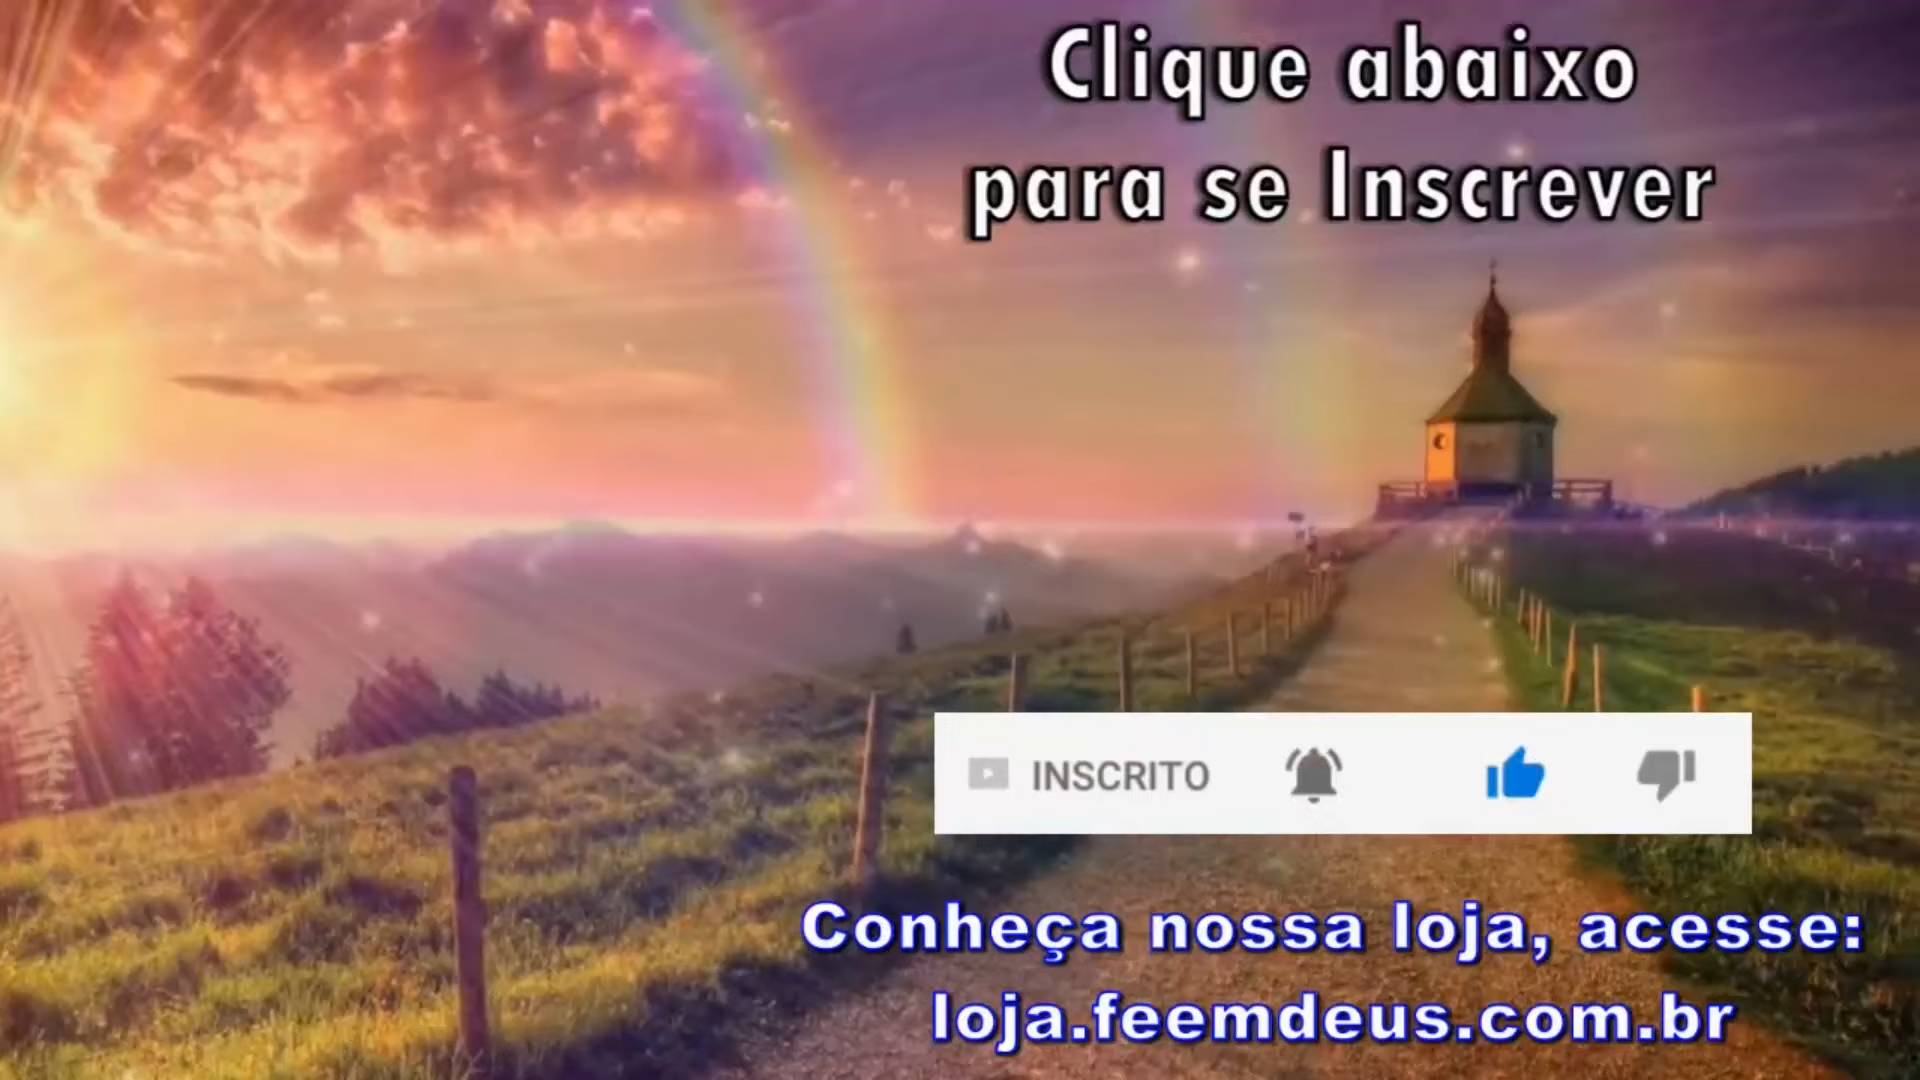 Clique abaixo
para se Inscrever
INSCRITO
Conheça nossa loja, acesse:
loja.feemdeus.com.br